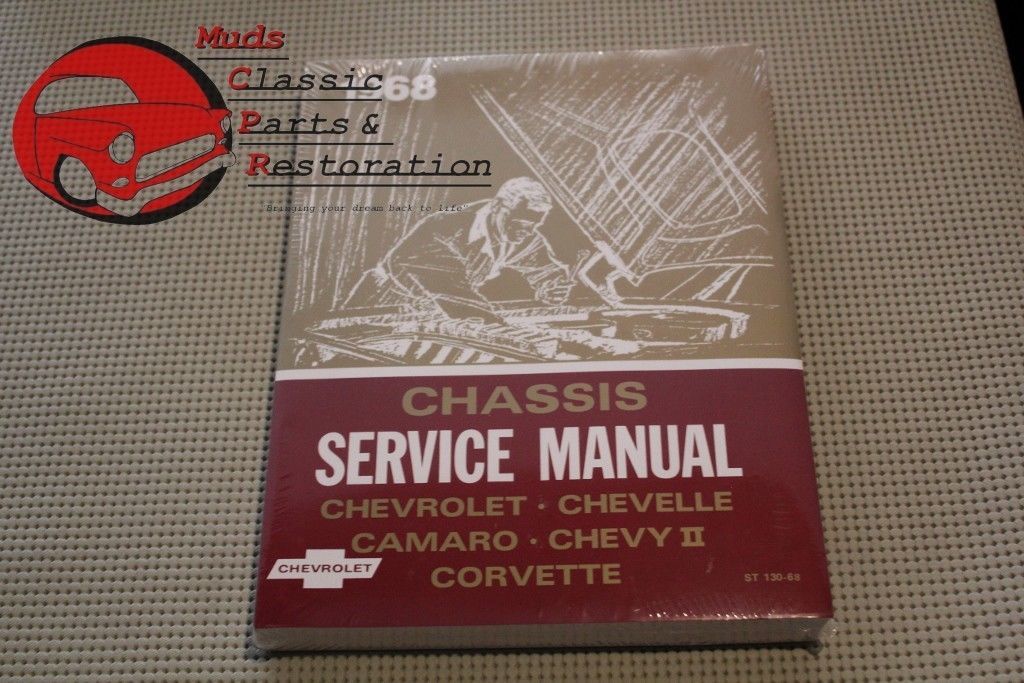 Muds
Classic
Parts &
Restoration
"Bringing your dream back to life"
1968
CHASSIS
SERVICE MANUAL
CHEVROLET · CHEVELLE
CAMARO · CHEVY II
CORVETTE
CHEVROLET
ST 130-68